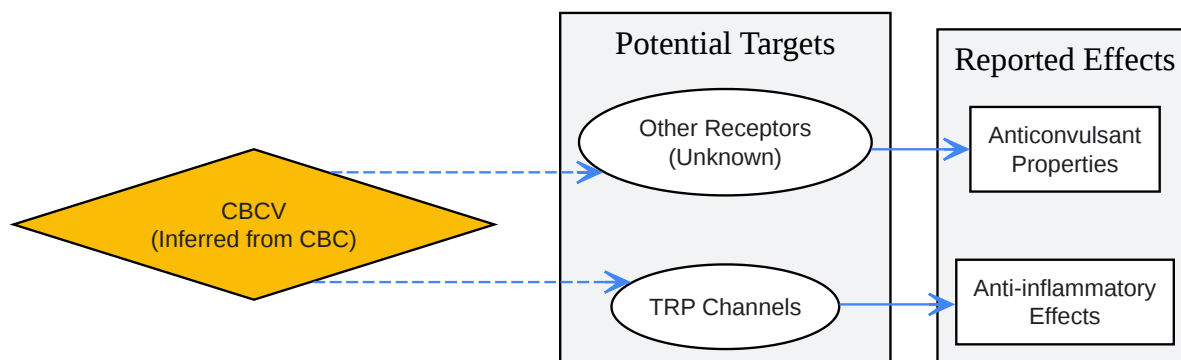 Potential Targets
Reported Effects
Other Receptors
(Unknown)
Anticonvulsant
Properties
CBCV
(Inferred from CBC)
TRP Channels
Anti-inflammatory
Effects